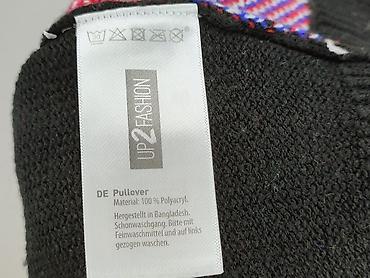 UP2FASHION
DE Pullover
Material: 100 % Polyacryl.
Hergestellt in Bangladesh.
Schonwaschgang. Bitte mit
Feinwaschmittel und auf links
gezogen waschen.